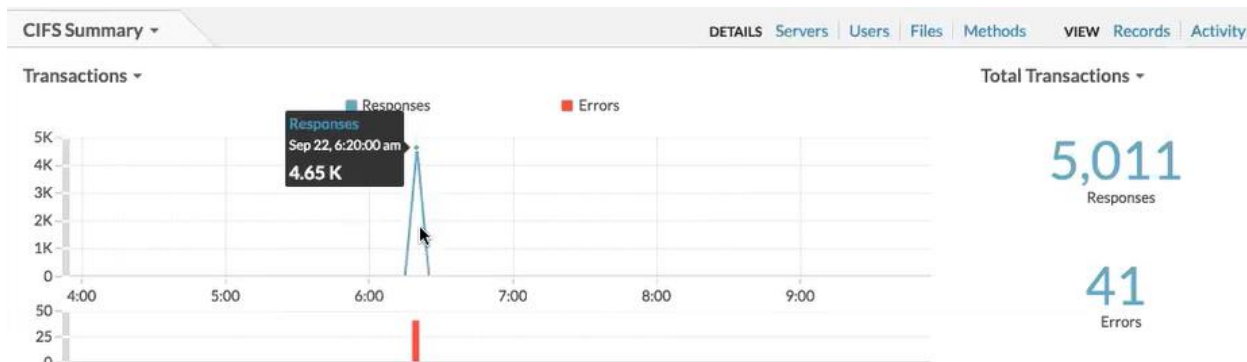 CIFS Summary
DETAILS Servers Users Files Methods VIEW Records Activity
Transactions
Total Transactions
Responses Errors
Responses
Sep 22, 6:20:00 am
4.65 K
5K
4K
3K
2K
1K
0
4:00 5:00 6:00 7:00 8:00 9:00
50
25
0
5,011
Responses
41
Errors